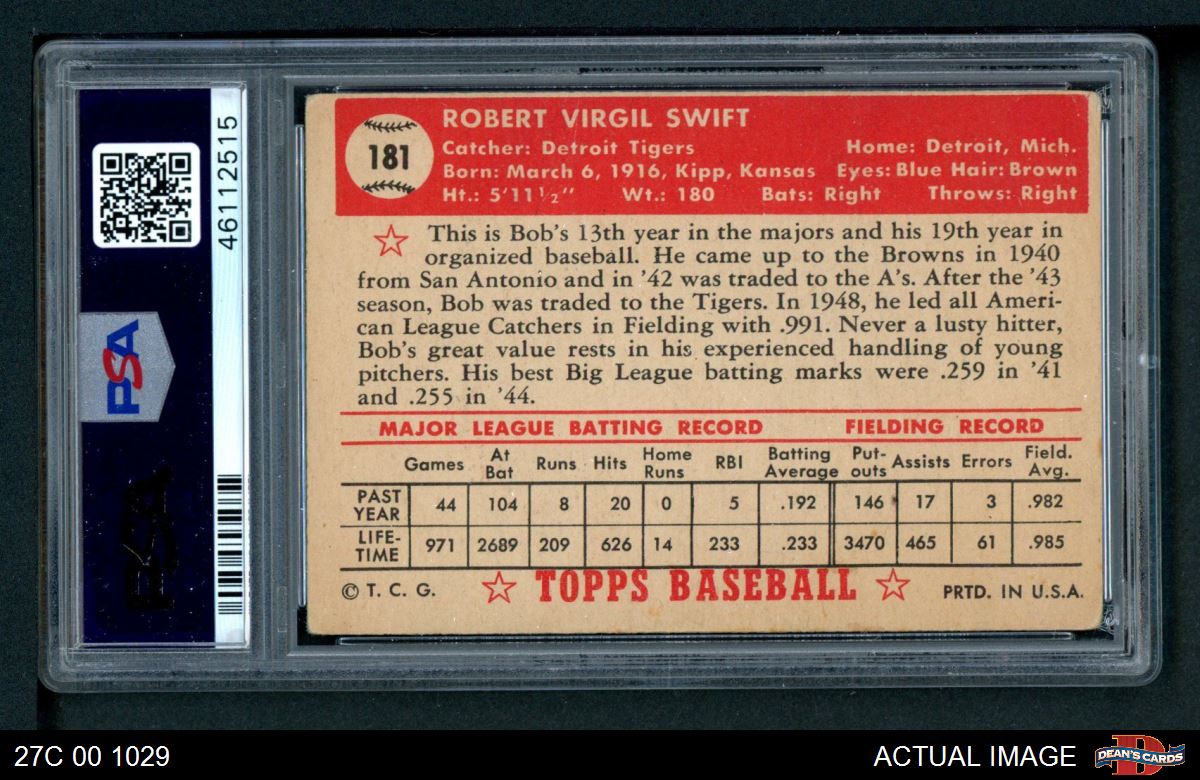 46112515
PSA
PSA
181
ROBERT VIRGIL SWIFT
Catcher: Detroit Tigers Home: Detroit, Mich.
Born: March 6, 1916, Kipp, Kansas Eyes: Blue Hair: Brown
Ht.: 5'11½" Wt.: 180 Bats: Right Throws: Right
This is Bob's 13th year in the majors and his 19th year in
organized baseball. He came up to the Browns in 1940
from San Antonio and in '42 was traded to the A's. After the '43
season, Bob was traded to the Tigers. In 1948, he led all Ameri-
can League Catchers in Fielding with .991. Never a lusty hitter,
Bob's great value rests in his experienced handling of young
pitchers. His best Big League batting marks were .259 in '41
and .255 in '44.
MAJOR LEAGUE BATTING RECORD FIELDING RECORD
Games At Bat Runs Hits Home Runs RBI Batting Average Put-outs Assists Errors Field. Avg.
PAST YEAR 44 104 8 20 0 5 .192 146 17 3 .982
LIFE-TIME 971 2689 209 626 14 233 .233 3470 465 61 .985
© T. C. G. TOPPS BASEBALL PRTD. IN U.S.A.
27C 00 1029 ACTUAL IMAGE DEAN'S CARDS